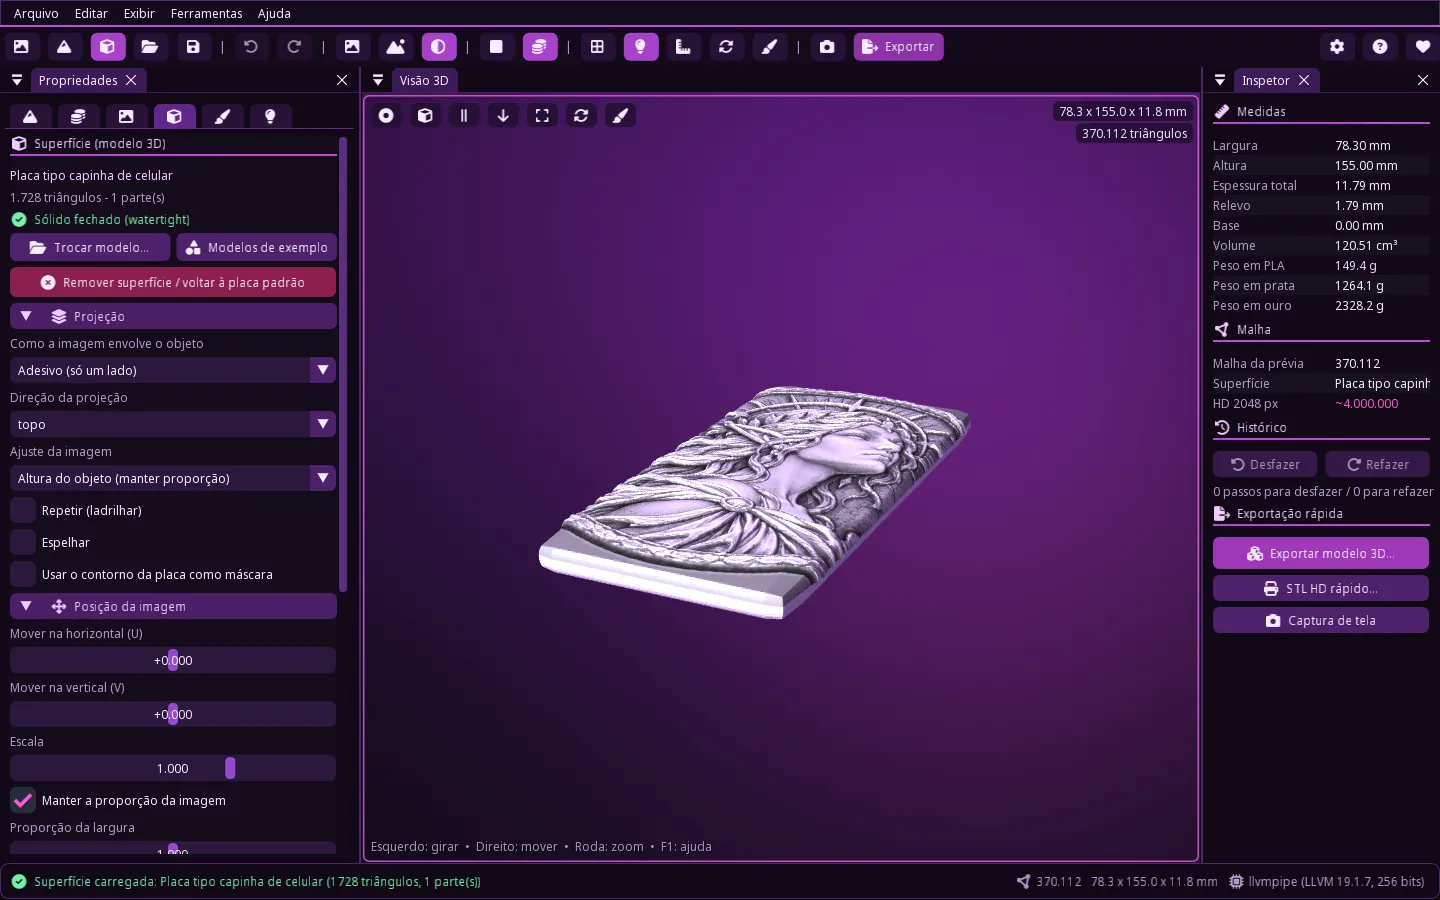 Arquivo Editar Exibir Ferramentas Ajuda
Exportar
Propriedades
Visão 3D
Inspetor
Superfície (modelo 3D)
Placa tipo capinha de celular
1.728 triângulos - 1 parte(s)
Sólido fechado (watertight)
Trocar modelo...
Modelos de exemplo
Remover superfície / voltar à placa padrão
Projeção
Como a imagem envolve o objeto
Adesivo (só um lado)
Direção da projeção
topo
Ajuste da imagem
Altura do objeto (manter proporção)
Repetir (ladrilhar)
Espelhar
Usar o contorno da placa como máscara
Posição da imagem
Mover na horizontal (U)
+0.000
Mover na vertical (V)
+0.000
Escala
1.000
Manter a proporção da imagem
Proporção da largura
1.000
78.3 x 155.0 x 11.8 mm
370.112 triângulos
Esquerdo: girar • Direito: mover • Roda: zoom • F1: ajuda
Medidas
Largura 78.30 mm
Altura 155.00 mm
Espessura total 11.79 mm
Relevo 1.79 mm
Base 0.00 mm
Volume 120.51 cm³
Peso em PLA 149.4 g
Peso em prata 1264.1 g
Peso em ouro 2328.2 g
Malha
Malha da prévia 370.112
Superfície Placa tipo capinh
HD 2048 px ~4.000.000
Histórico
Desfazer
Refazer
0 passos para desfazer / 0 para refazer
Exportação rápida
Exportar modelo 3D...
STL HD rápido...
Captura de tela
Superfície carregada: Placa tipo capinha de celular (1728 triângulos, 1 parte(s))
370.112 78.3 x 155.0 x 11.8 mm llvmpipe (LLVM 19.1.7, 256 bits)